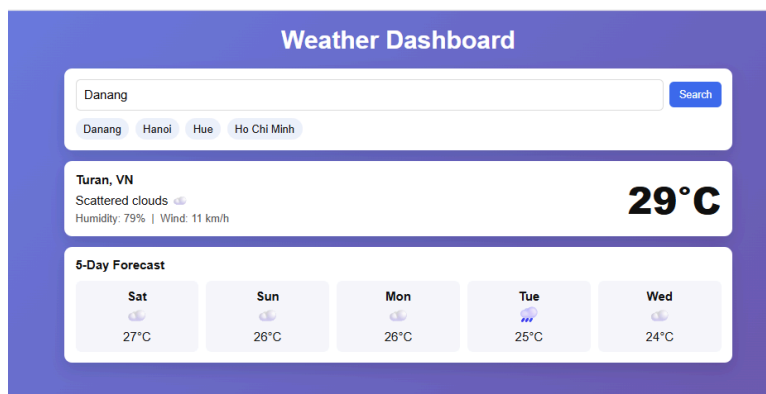 Weather Dashboard
Danang
Search
Danang Hanoi Hue Ho Chi Minh
Turan, VN
Scattered clouds
Humidity: 79% | Wind: 11 km/h
29°C
5-Day Forecast
Sat Sun Mon Tue Wed
27°C 26°C 26°C 25°C 24°C